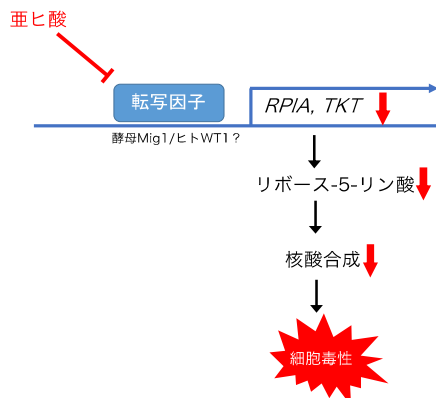 亜ヒ酸
転写因子
RPIA, TKT
酵母Mig1/ヒトWT1？
リボース-5-リン酸
核酸合成
細胞毒性